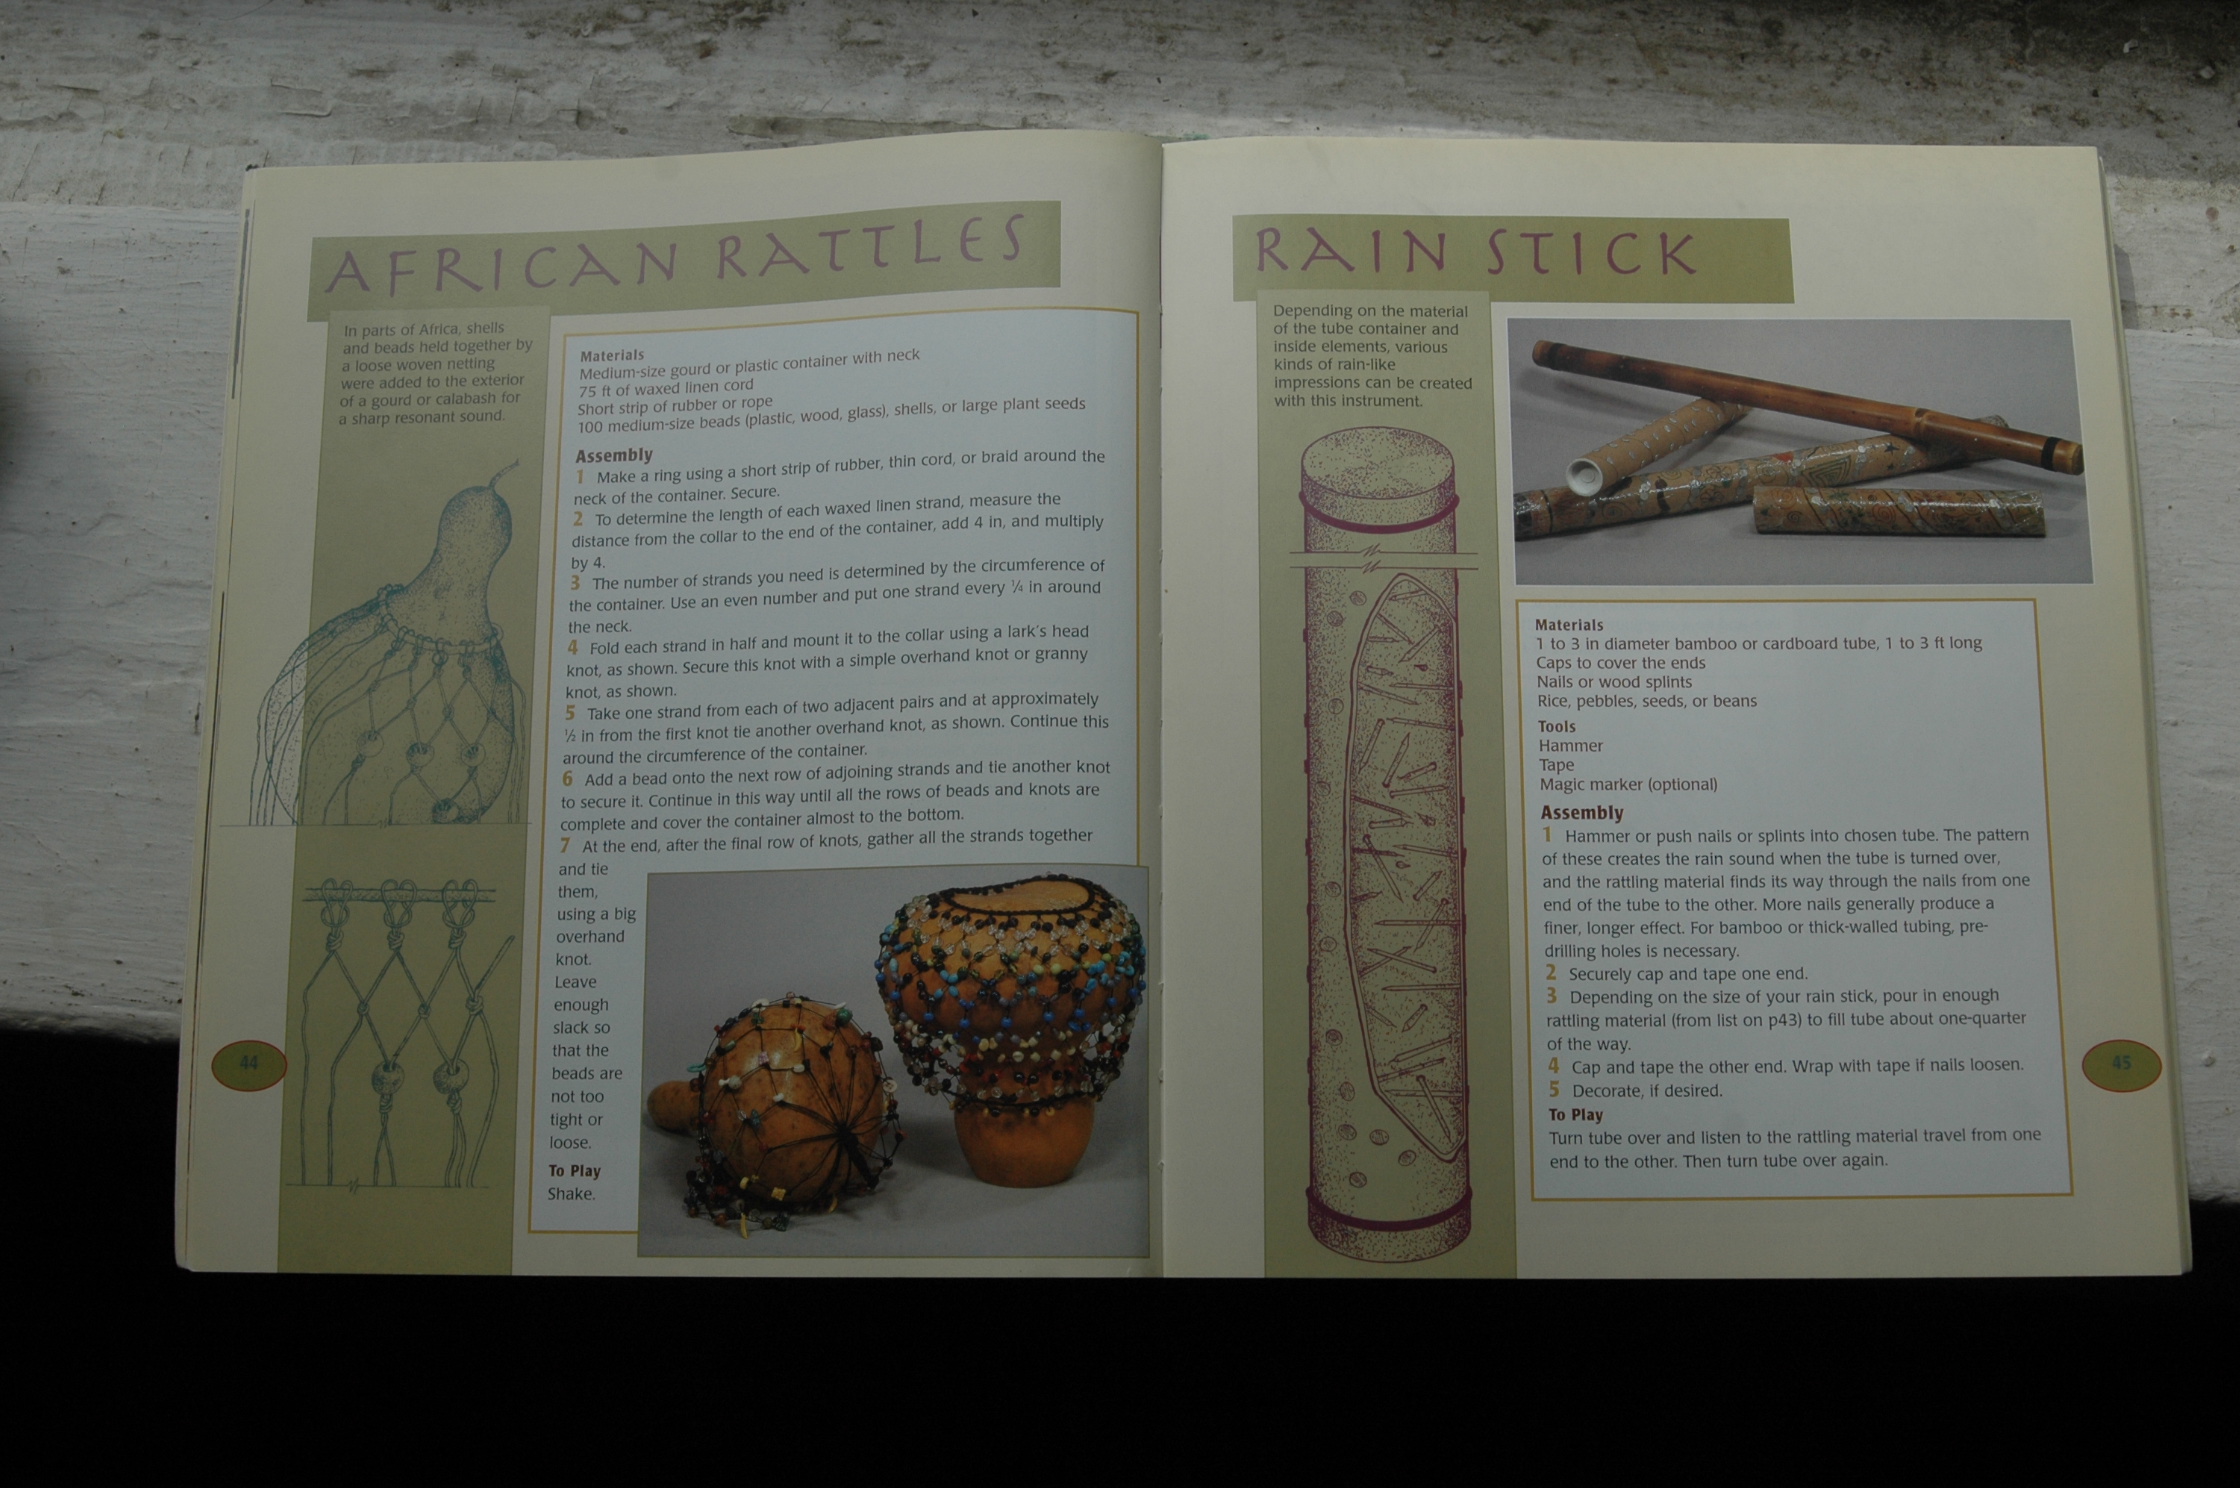 AFRICAN RATTLES
In parts of Africa, shells
and beads held together by
a loose woven netting
were added to the exterior
of a gourd or calabash for
a sharp resonant sound.
Materials
Medium-size gourd or plastic container with neck
75 ft of waxed linen cord
Short strip of rubber or rope
100 medium-size beads (plastic, wood, glass), shells, or large plant seeds
Assembly
1 Make a ring using a short strip of rubber, thin cord, or braid around the
neck of the container. Secure.
2 To determine the length of each waxed linen strand, measure the
distance from the collar to the end of the container, add 4 in, and multiply
by 4.
3 The number of strands you need is determined by the circumference of
the container. Use an even number and put one strand every ¼ in around
the neck.
4 Fold each strand in half and mount it to the collar using a lark's head
knot, as shown. Secure this knot with a simple overhand knot or granny
knot, as shown.
5 Take one strand from each of two adjacent pairs and at approximately
½ in from the first knot tie another overhand knot, as shown. Continue this
around the circumference of the container.
6 Add a bead onto the next row of adjoining strands and tie another knot
to secure it. Continue in this way until all the rows of beads and knots are
complete and cover the container almost to the bottom.
7 At the end, after the final row of knots, gather all the strands together
and tie
them,
using a big
overhand
knot.
Leave
enough
slack so
that the
beads are
not too
tight or
loose.
To Play
Shake.
44
RAIN STICK
Depending on the material
of the tube container and
inside elements, various
kinds of rain-like
impressions can be created
with this instrument.
Materials
1 to 3 in diameter bamboo or cardboard tube, 1 to 3 ft long
Caps to cover the ends
Nails or wood splints
Rice, pebbles, seeds, or beans
Tools
Hammer
Tape
Magic marker (optional)
Assembly
1 Hammer or push nails or splints into chosen tube. The pattern
of these creates the rain sound when the tube is turned over,
and the rattling material finds its way through the nails from one
end of the tube to the other. More nails generally produce a
finer, longer effect. For bamboo or thick-walled tubing, pre-
drilling holes is necessary.
2 Securely cap and tape one end.
3 Depending on the size of your rain stick, pour in enough
rattling material (from list on p43) to fill tube about one-quarter
of the way.
4 Cap and tape the other end. Wrap with tape if nails loosen.
5 Decorate, if desired.
To Play
Turn tube over and listen to the rattling material travel from one
end to the other. Then turn tube over again.
45